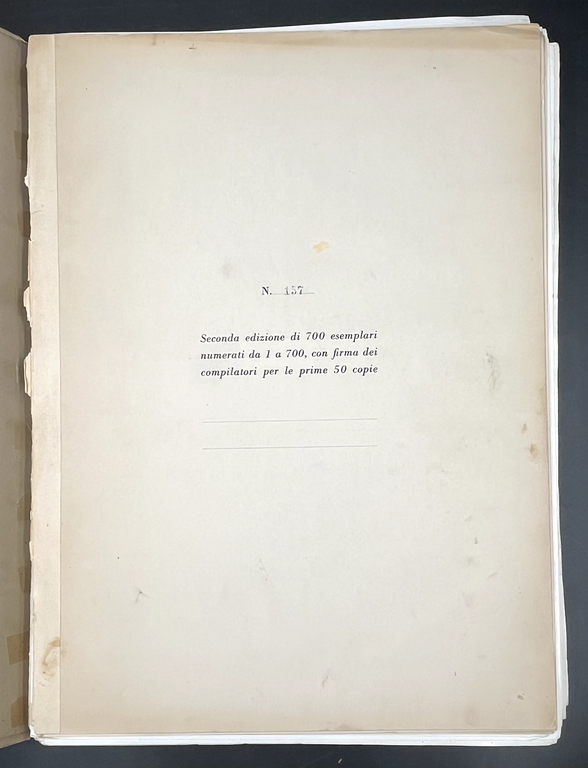 N. 157
Seconda edizione di 700 esemplari
numerati da 1 a 700, con firma dei
compilatori per le prime 50 copie